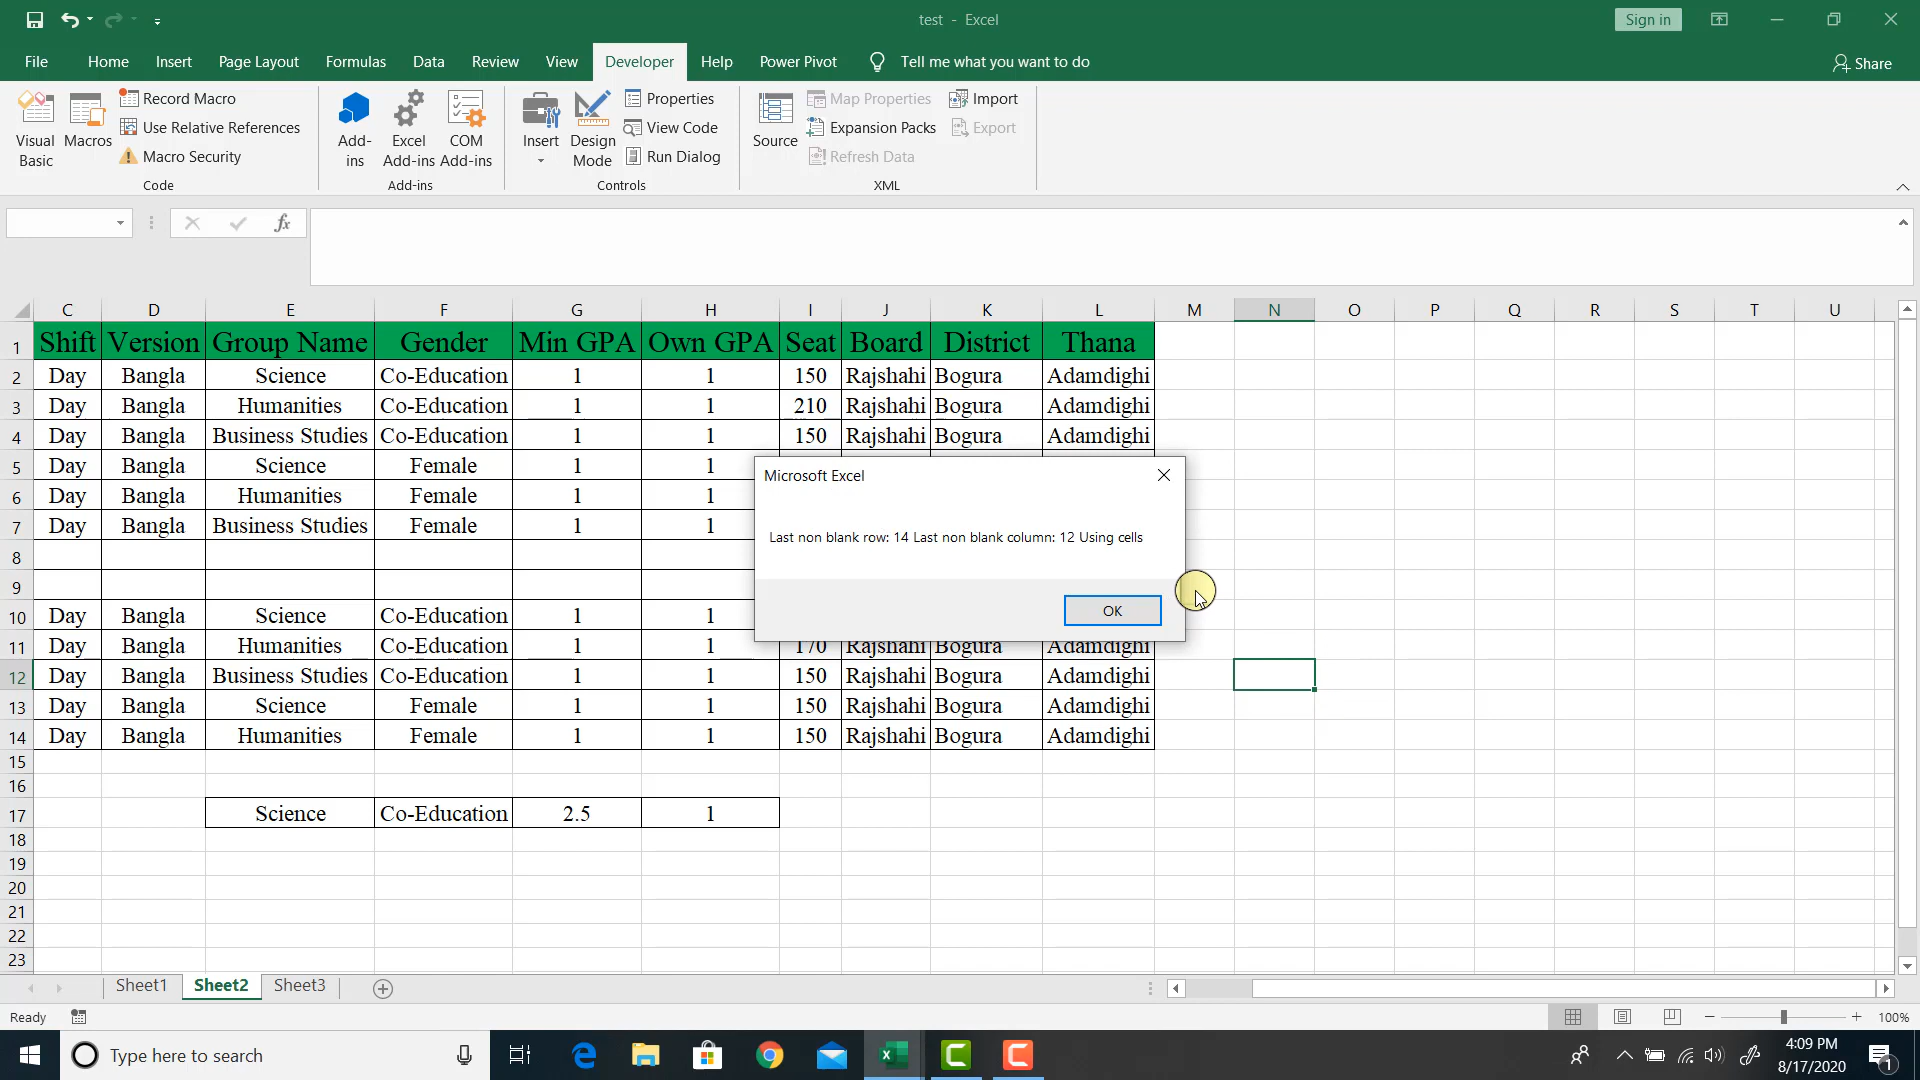 test - Excel
Sign in
File Home Insert Page Layout Formulas Data Review View Developer Help Power Pivot Tell me what you want to do Share
Visual Basic
Macros
Record Macro
Use Relative References
Macro Security
Code
Add-ins
Excel Add-ins
COM Add-ins
Add-ins
Insert
Design Mode
Properties
View Code
Run Dialog
Controls
Source
Map Properties
Expansion Packs
Refresh Data
Import
Export
XML
fx
C D E F G H I J K L M N O P Q R S T U
1 Shift Version Group Name Gender Min GPA Own GPA Seat Board District Thana
2 Day Bangla Science Co-Education 1 1 150 Rajshahi Bogura Adamdighi
3 Day Bangla Humanities Co-Education 1 1 210 Rajshahi Bogura Adamdighi
4 Day Bangla Business Studies Co-Education 1 1 150 Rajshahi Bogura Adamdighi
5 Day Bangla Science Female 1 1
6 Day Bangla Humanities Female 1 1
7 Day Bangla Business Studies Female 1 1
8
9
10 Day Bangla Science Co-Education 1 1
11 Day Bangla Humanities Co-Education 1 1 170 Rajshahi Bogura Adamdighi
12 Day Bangla Business Studies Co-Education 1 1 150 Rajshahi Bogura Adamdighi
13 Day Bangla Science Female 1 1 150 Rajshahi Bogura Adamdighi
14 Day Bangla Humanities Female 1 1 150 Rajshahi Bogura Adamdighi
15
16
17 Science Co-Education 2.5 1
18
19
20
21
22
23
Microsoft Excel
Last non blank row: 14 Last non blank column: 12 Using cells
OK
Sheet1 Sheet2 Sheet3
Ready
100%
Type here to search
4:09 PM
8/17/2020
1